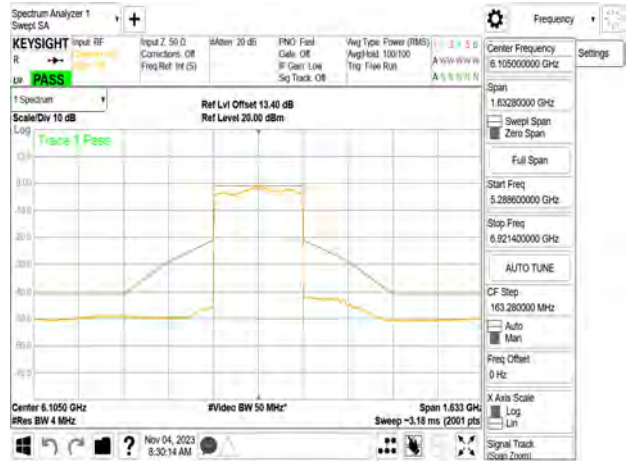 Spectrum Analyzer 1
Swept SA
+
Frequency
KEYSIGHT
Input: RF
Input Z: 50 Ω
#Atten: 20 dB
PNO: Fast
Avg Type: Power (RMS)
Corrections: Off
Gate: Off
Avg|Hold: 100/100
Freq Ref: Int (S)
IF Gain: Low
Trig: Free Run
Sig Track: Off
PASS
Settings
Center Frequency
6.105000000 GHz
Span
1.63280000 GHz
Swept Span
Zero Span
Full Span
Start Freq
5.288600000 GHz
Stop Freq
6.921400000 GHz
AUTO TUNE
CF Step
163.280000 MHz
Auto
Man
Freq Offset
0 Hz
X Axis Scale
Log
Lin
Signal Track
(Span Zoom)
1 Spectrum
Scale/Div 10 dB
Ref Lvl Offset 13.40 dB
Ref Level 20.00 dBm
Log
Trace 1 Pass
Center 6.1050 GHz
#Video BW 50 MHz*
Span 1.633 GHz
#Res BW 4 MHz
Sweep ~3.18 ms (2001 pts
?
Nov 04, 2023
8:30:14 AM